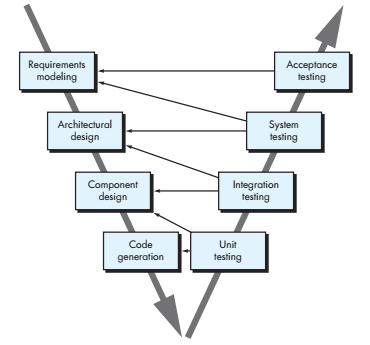 Requirements
modeling
Acceptance
testing
Architectural
design
System
testing
Component
design
Integration
testing
Code
generation
Unit
testing